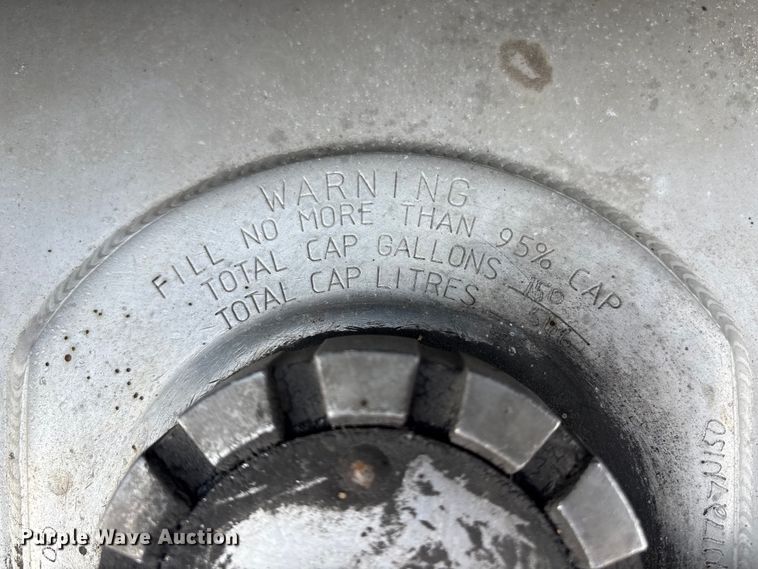 WARNING
FILL NO MORE THAN 95% CAP
TOTAL CAP GALLONS 150
TOTAL CAP LITRES
Purple Wave Auction